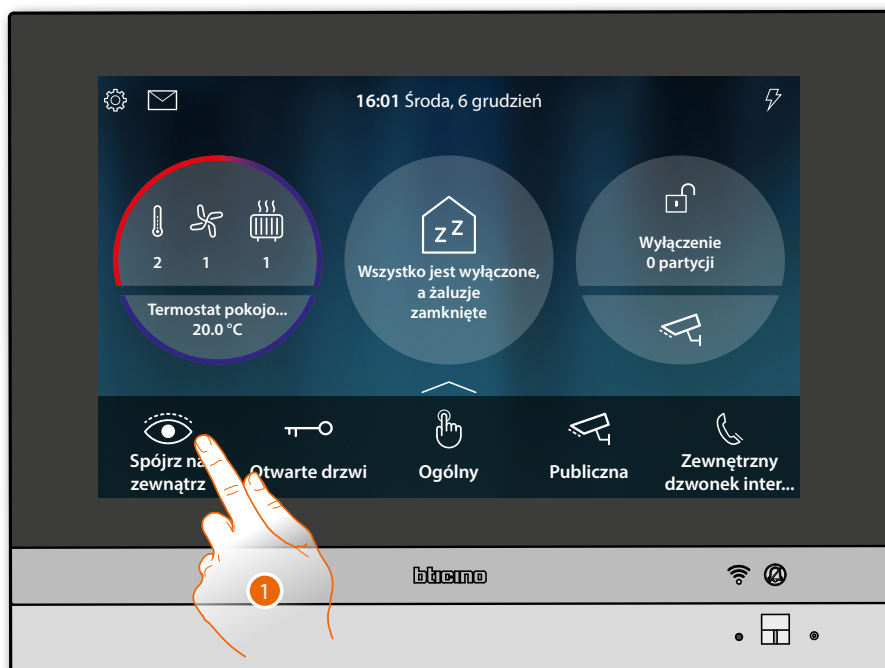 16:01 Środa, 6 grudzień
2 1 1
Termostat pokojo...
20.0 °C
Wszystko jest wyłączone,
a żaluzje
zamknięte
Wyłączenie
0 partycji
z z
Spójrz na
zewnątrz
Otwarte drzwi
Ogólny
Publiczna
Zewnętrzny
dzwonek inter...
bticino
1